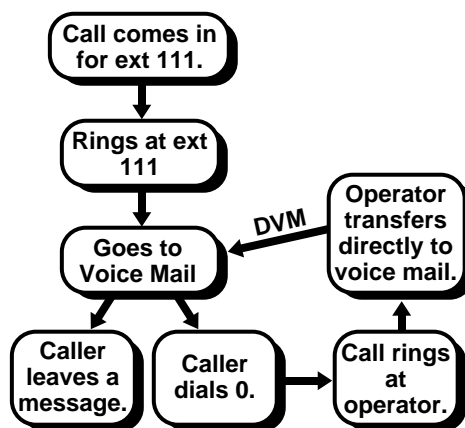 Call comes in
for ext 111.
Rings at ext
111
Goes to
Voice Mail
DVM
Operator
transfers
directly to
voice mail.
Caller
leaves a
message.
Caller
dials 0.
Call rings
at
operator.